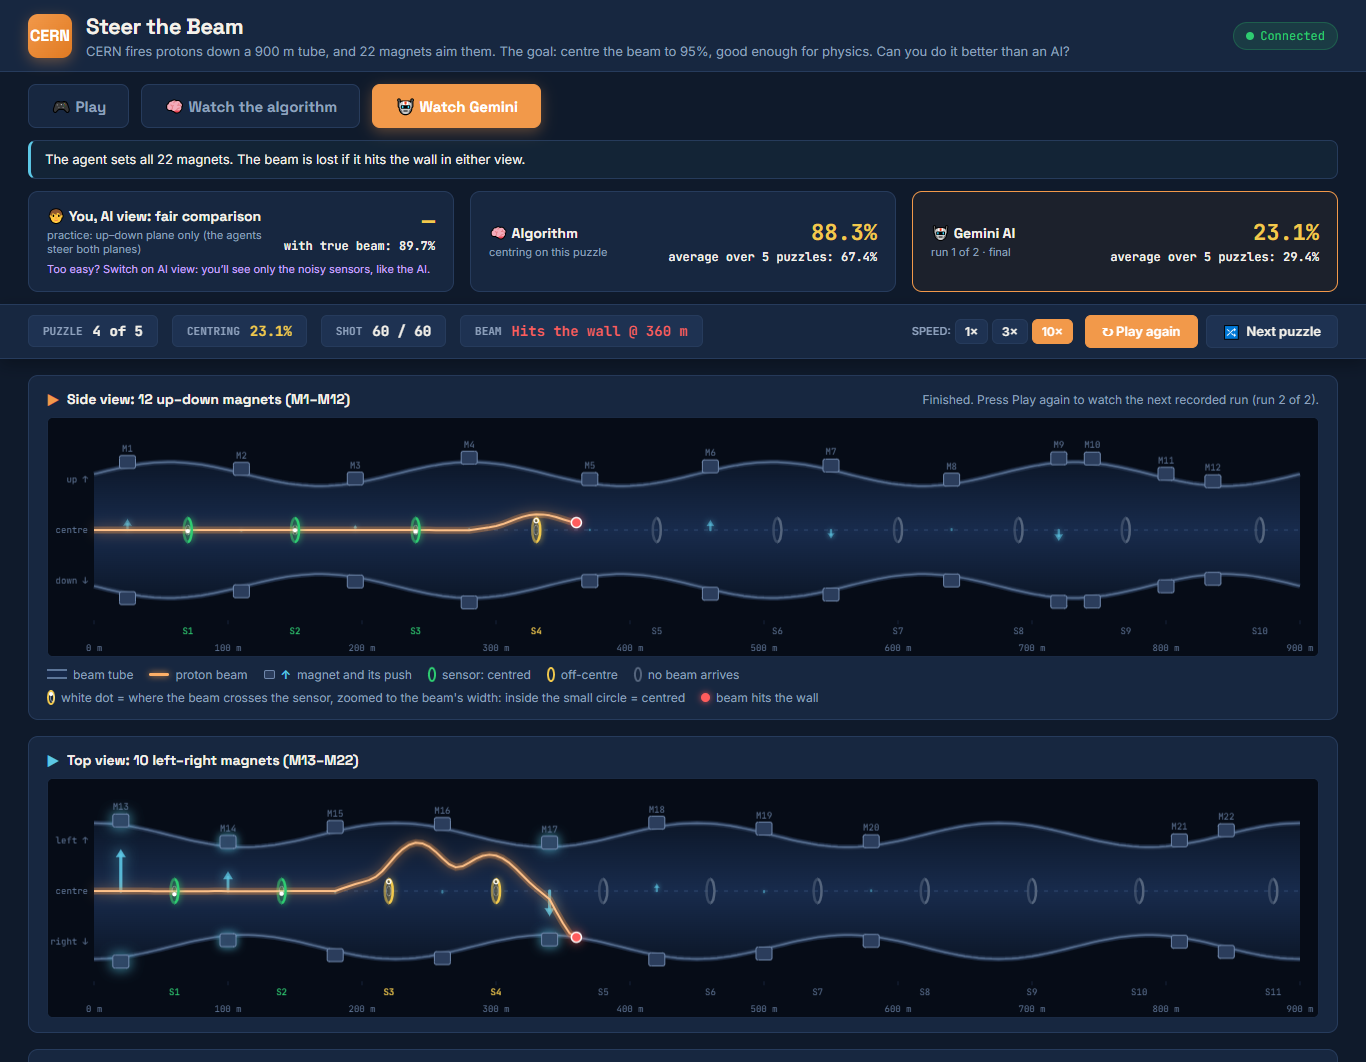 CERN
Steer the Beam
CERN fires protons down a 900 m tube, and 22 magnets aim them. The goal: centre the beam to 95%, good enough for physics. Can you do it better than an AI?
Connected
Play
Watch the algorithm
Watch Gemini
The agent sets all 22 magnets. The beam is lost if it hits the wall in either view.
You, AI view: fair comparison
practice: up-down plane only (the agents
steer both planes)
—
with true beam: 89.7%
Too easy? Switch on AI view: you'll see only the noisy sensors, like the AI.
Algorithm
centring on this puzzle
88.3%
average over 5 puzzles: 67.4%
Gemini AI
run 1 of 2 · final
23.1%
average over 5 puzzles: 29.4%
PUZZLE 4 of 5
CENTRING 23.1%
SHOT 60 / 60
BEAM Hits the wall @ 360 m
SPEED: 1× 3× 10×
↻ Play again
Next puzzle
Side view: 12 up-down magnets (M1-M12)
Finished. Press Play again to watch the next recorded run (run 2 of 2).
M1 M2 M3 M4 M5 M6 M7 M8 M9 M10 M11 M12
up ↑
centre
down ↓
S1 S2 S3 S4 S5 S6 S7 S8 S9 S10
0 m 100 m 200 m 300 m 400 m 500 m 600 m 700 m 800 m 900 m
beam tube proton beam ↑ magnet and its push sensor: centred off-centre no beam arrives
white dot = where the beam crosses the sensor, zoomed to the beam's width: inside the small circle = centred beam hits the wall
Top view: 10 left-right magnets (M13-M22)
M13 M14 M15 M16 M17 M18 M19 M20 M21 M22
left ↑
centre
right ↓
S1 S2 S3 S4 S5 S6 S7 S8 S9 S10 S11
0 m 100 m 200 m 300 m 400 m 500 m 600 m 700 m 800 m 900 m